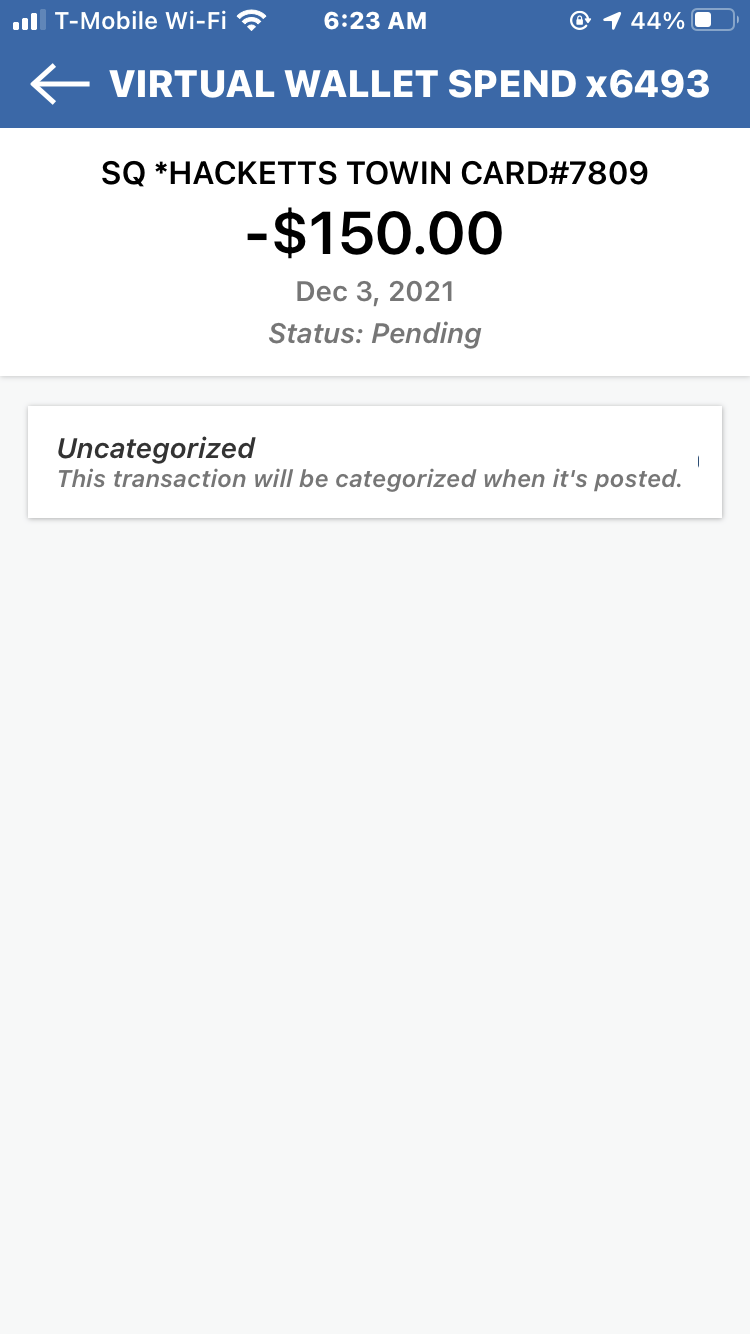 T-Mobile Wi-Fi 6:23 AM 44%
VIRTUAL WALLET SPEND x6493
SQ *HACKETTS TOWIN CARD#7809
-$150.00
Dec 3, 2021
Status: Pending
Uncategorized
This transaction will be categorized when it's posted.